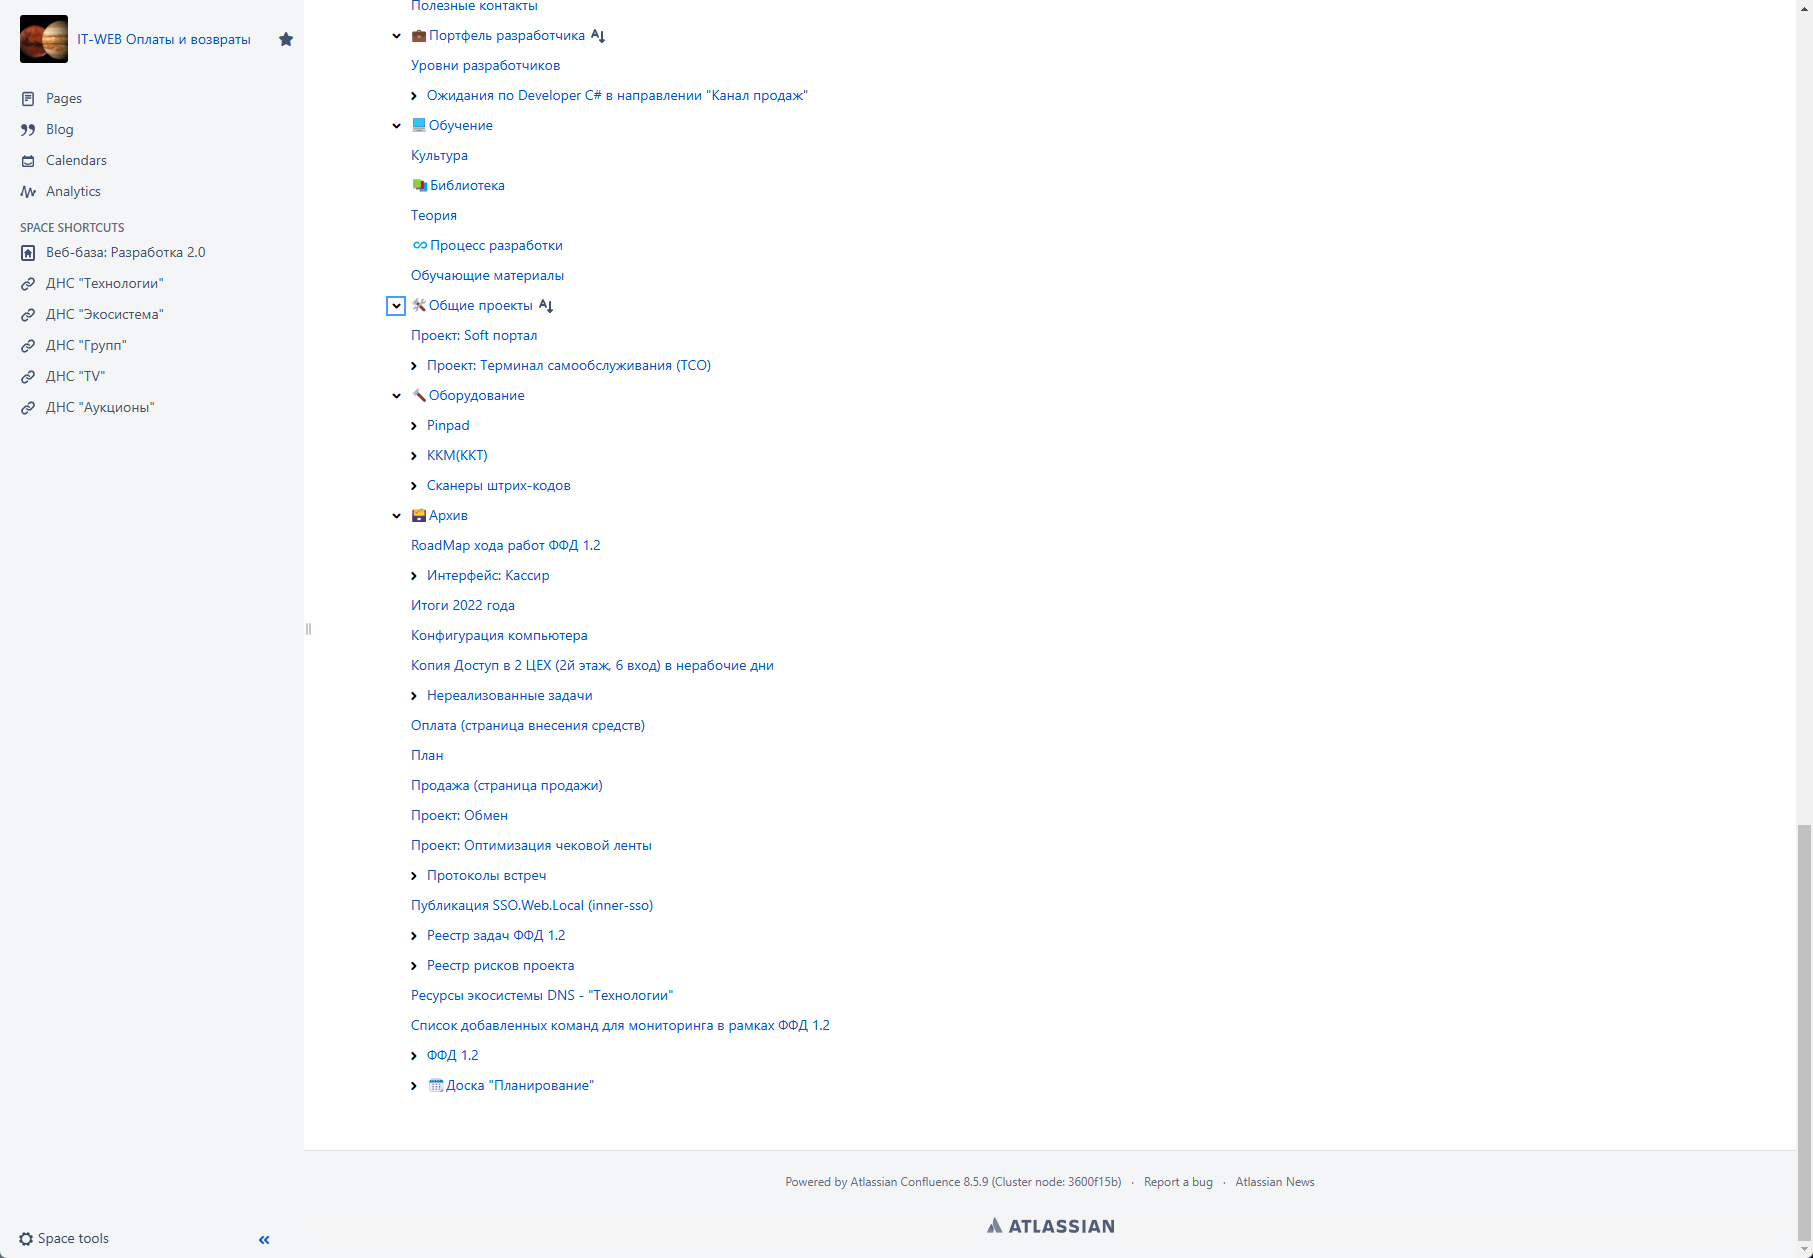 IT-WEB Оплаты и возвраты
Pages
Blog
Calendars
Analytics
SPACE SHORTCUTS
Веб-база: Разработка 2.0
ДНС "Технологии"
ДНС "Экосистема"
ДНС "Групп"
ДНС "TV"
ДНС "Аукционы"
Space tools
Полезные контакты
Портфель разработчика
Уровни разработчиков
Ожидания по Developer C# в направлении "Канал продаж"
Обучение
Культура
Библиотека
Теория
Процесс разработки
Обучающие материалы
Общие проекты
Проект: Soft портал
Проект: Терминал самообслуживания (ТСО)
Оборудование
Pinpad
ККМ(ККТ)
Сканеры штрих-кодов
Архив
RoadMap хода работ ФФД 1.2
Интерфейс: Кассир
Итоги 2022 года
Конфигурация компьютера
Копия Доступ в 2 ЦЕХ (2й этаж, 6 вход) в нерабочие дни
Нереализованные задачи
Оплата (страница внесения средств)
План
Продажа (страница продажи)
Проект: Обмен
Проект: Оптимизация чековой ленты
Протоколы встреч
Публикация SSO.Web.Local (inner-sso)
Реестр задач ФФД 1.2
Реестр рисков проекта
Ресурсы экосистемы DNS - "Технологии"
Список добавленных команд для мониторинга в рамках ФФД 1.2
ФФД 1.2
Доска "Планирование"
Powered by Atlassian Confluence 8.5.9 (Cluster node: 3600f15b) · Report a bug · Atlassian News
ATLASSIAN